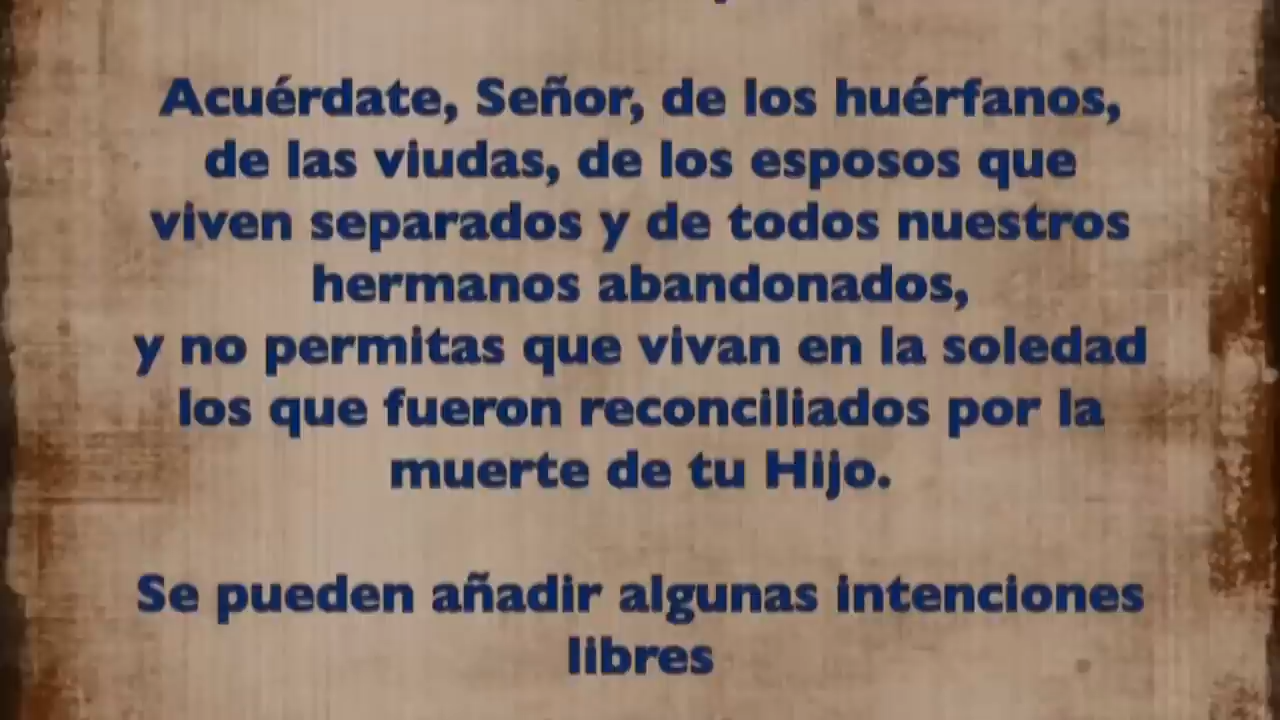 Acuérdate, Señor, de los huérfanos,
de las viudas, de los esposos que
viven separados y de todos nuestros
hermanos abandonados,
y no permitas que vivan en la soledad
los que fueron reconciliados por la
muerte de tu Hijo.
Se pueden añadir algunas intenciones
libres